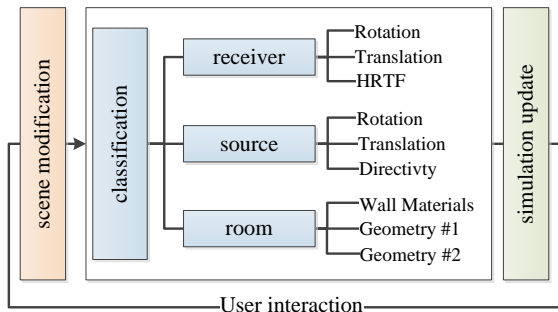 scene modification
classification
receiver
Rotation
Translation
HRTF
source
Rotation
Translation
Directivty
room
Wall Materials
Geometry #1
Geometry #2
simulation update
User interaction